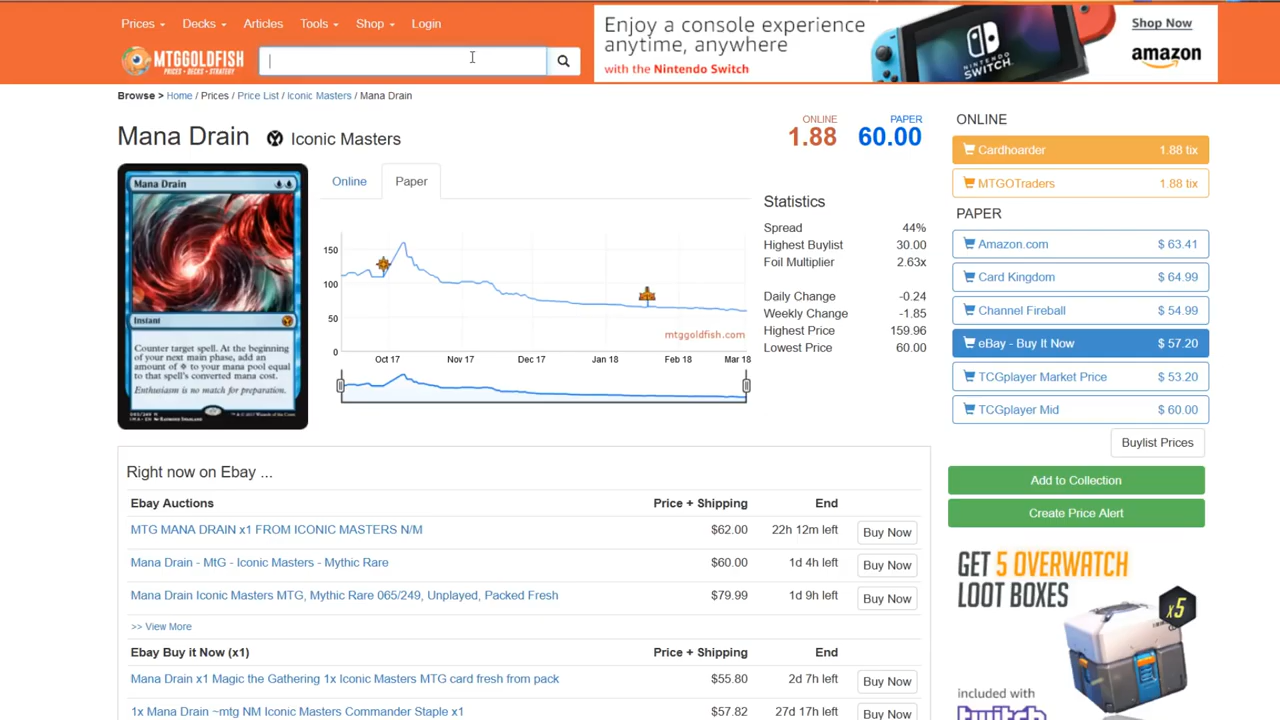 Prices Decks Articles Tools Shop Login
MTGGOLDFISH
PRICES • DECKS • STRATEGY
Enjoy a console experience
anytime, anywhere
with the Nintendo Switch
NINTENDO
SWITCH
Shop Now
amazon
Browse > Home / Prices / Price List / Iconic Masters / Mana Drain
Mana Drain Iconic Masters
ONLINE
1.88
PAPER
60.00
Mana Drain
Instant
Counter target spell. At the beginning
of your next main phase, add an
amount of to your mana pool equal
to that spell's converted mana cost.
Enthusiasm is no match for preparation.
Online Paper
150
100
50
0
Oct 17 Nov 17 Dec 17 Jan 18 Feb 18 Mar 18
mtggoldfish.com
Statistics
Spread 44%
Highest Buylist 30.00
Foil Multiplier 2.63x
Daily Change -0.24
Weekly Change -1.85
Highest Price 159.96
Lowest Price 60.00
ONLINE
Cardhoarder 1.88 tix
MTGOTraders 1.88 tix
PAPER
Amazon.com $ 63.41
Card Kingdom $ 64.99
Channel Fireball $ 54.99
eBay - Buy It Now $ 57.20
TCGplayer Market Price $ 53.20
TCGplayer Mid $ 60.00
Buylist Prices
Add to Collection
Create Price Alert
Right now on Ebay ...
Ebay Auctions Price + Shipping End
MTG MANA DRAIN x1 FROM ICONIC MASTERS N/M $62.00 22h 12m left Buy Now
Mana Drain - MtG - Iconic Masters - Mythic Rare $60.00 1d 4h left Buy Now
Mana Drain Iconic Masters MTG, Mythic Rare 065/249, Unplayed, Packed Fresh $79.99 1d 9h left Buy Now
>> View More
Ebay Buy it Now (x1) Price + Shipping End
Mana Drain x1 Magic the Gathering 1x Iconic Masters MTG card fresh from pack $55.80 2d 7h left Buy Now
1x Mana Drain ~mtg NM Iconic Masters Commander Staple x1 $57.82 27d 17h left Buy Now
GET 5 OVERWATCH
LOOT BOXES
x5
included with
twitch